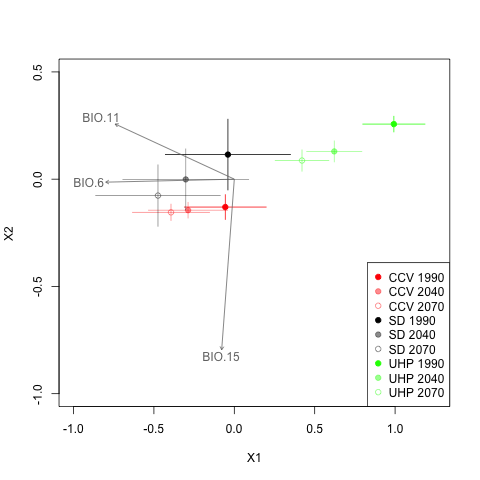 0.5
BIO.11
0.0
BIO.6
X2
-0.5
CCV 1990
CCV 2040
CCV 2070
SD 1990
SD 2040
SD 2070
UHP 1990
UHP 2040
UHP 2070
BIO.15
-1.0
-1.0 -0.5 0.0 0.5 1.0
X1